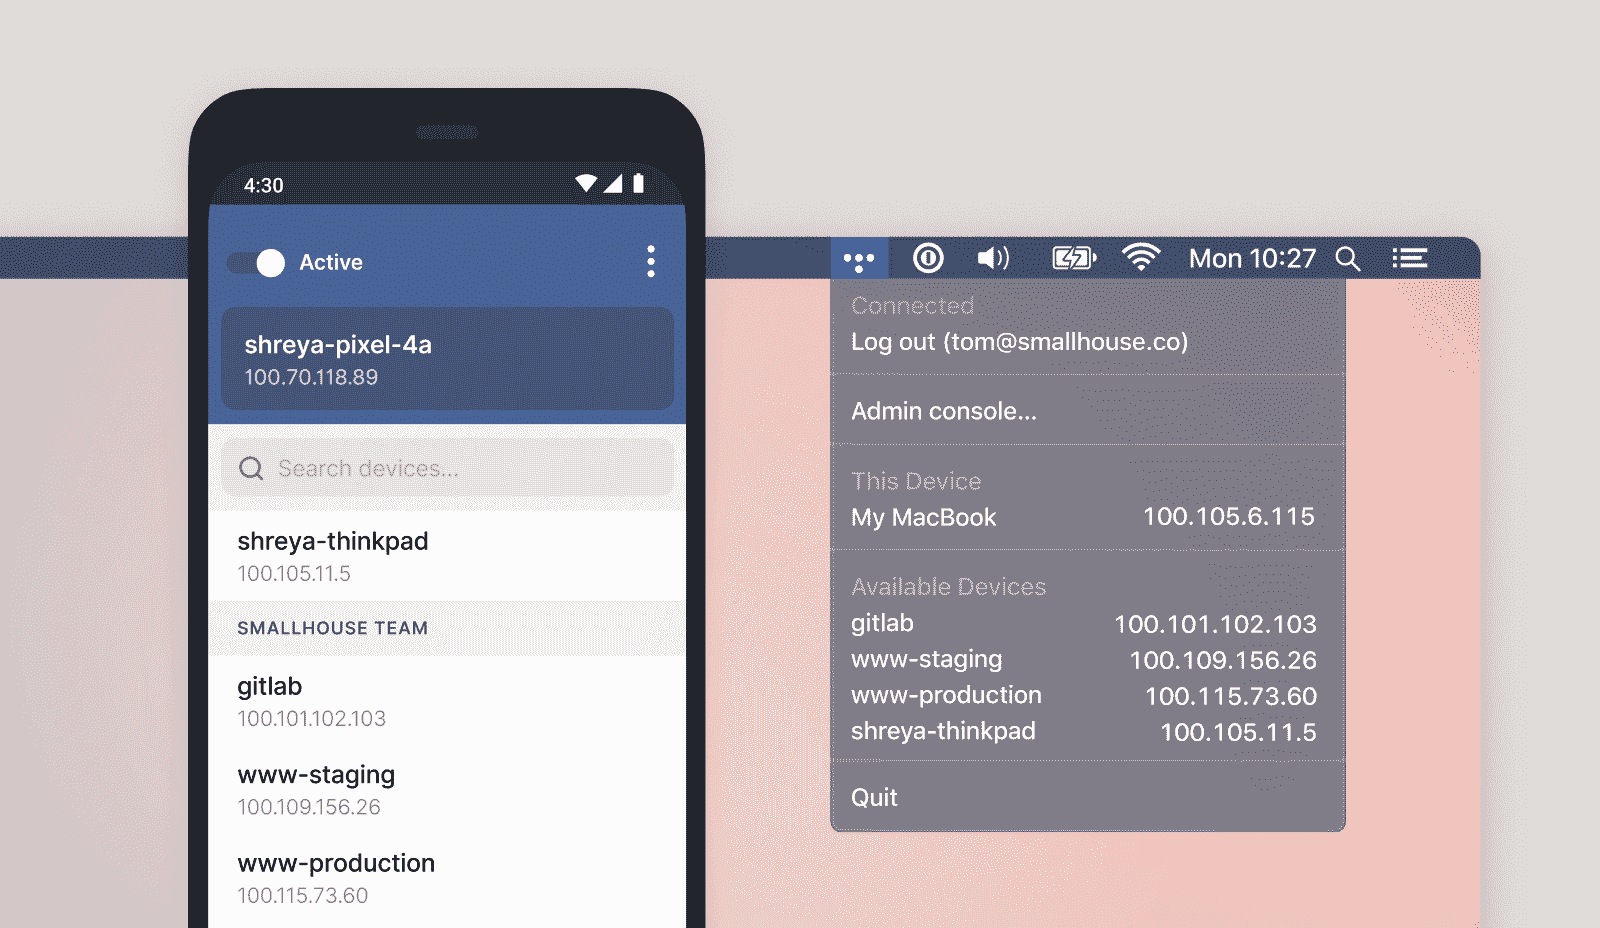 4:30
Active
shreya-pixel-4a
100.70.118.89
Search devices...
shreya-thinkpad
100.105.11.5
SMALLHOUSE TEAM
gitlab
100.101.102.103
www-staging
100.109.156.26
www-production
100.115.73.60
Mon 10:27
Connected
Log out (tom@smallhouse.co)
Admin console...
This Device
My MacBook 100.105.6.115
Available Devices
gitlab 100.101.102.103
www-staging 100.109.156.26
www-production 100.115.73.60
shreya-thinkpad 100.105.11.5
Quit